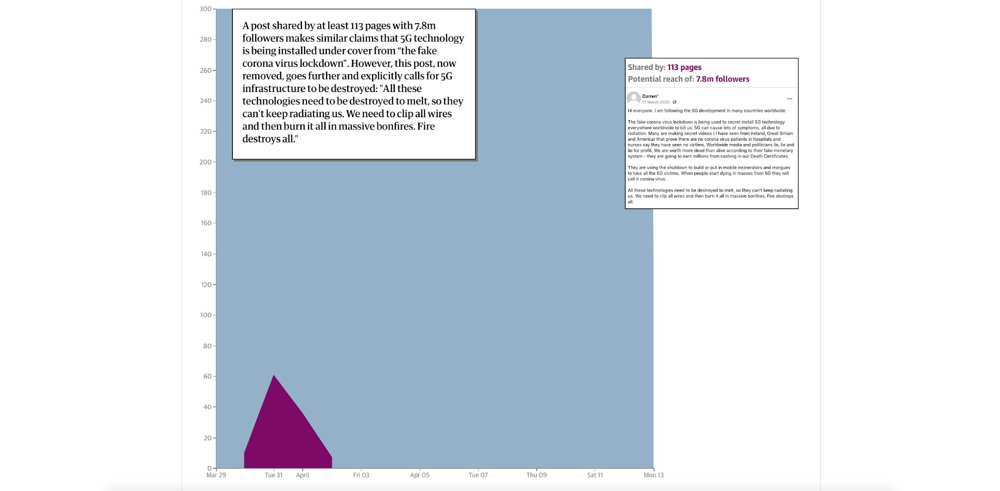 300
280
260
240
220
200
180
160
140
120
100
80
60
40
20
0
Mar 29
Tue 31
April
Fri 03
Apr 05
Tue 07
Thu 09
Sat 11
Mon 13
A post shared by at least 113 pages with 7.8m
followers makes similar claims that 5G technology
is being installed under cover from “the fake
corona virus lockdown”. However, this post, now
removed, goes further and explicitly calls for 5G
infrastructure to be destroyed: "All these
technologies need to be destroyed to melt, so they
can't keep radiating us. We need to clip all wires
and then burn it all in massive bonfires. Fire
destroys all."
Shared by: 113 pages
Potential reach of: 7.8m followers
Darren*
17 March 2020 ·
Hi everyone. I am following the 5G development in many countries worldwide.
The fake corona virus lockdown is being used to secret install 5G technology
everywhere worldwide to kill us. 5G can cause lots of symptoms, all due to
radiation. Many are making secret videos ( I have seen from Ireland, Great Britain
and America) that prove there are no corona virus patients in hospitals and
nurses say they have seen no victims. Worldwide media and politicians lie, lie and
lie for profit. We are worth more dead than alive according to their fake monetary
system - they are going to earn millions from cashing in our Death Certificates.
They are using the shutdown to build or put in mobile incinerators and morgues
to take all the 5G victims. When people start dying in masses from 5G they will
call it corona virus.
All these technologies need to be destroyed to melt, so they can't keep radiating
us. We need to clip all wires and then burn it all in massive bonfires. Fire destroys
all.